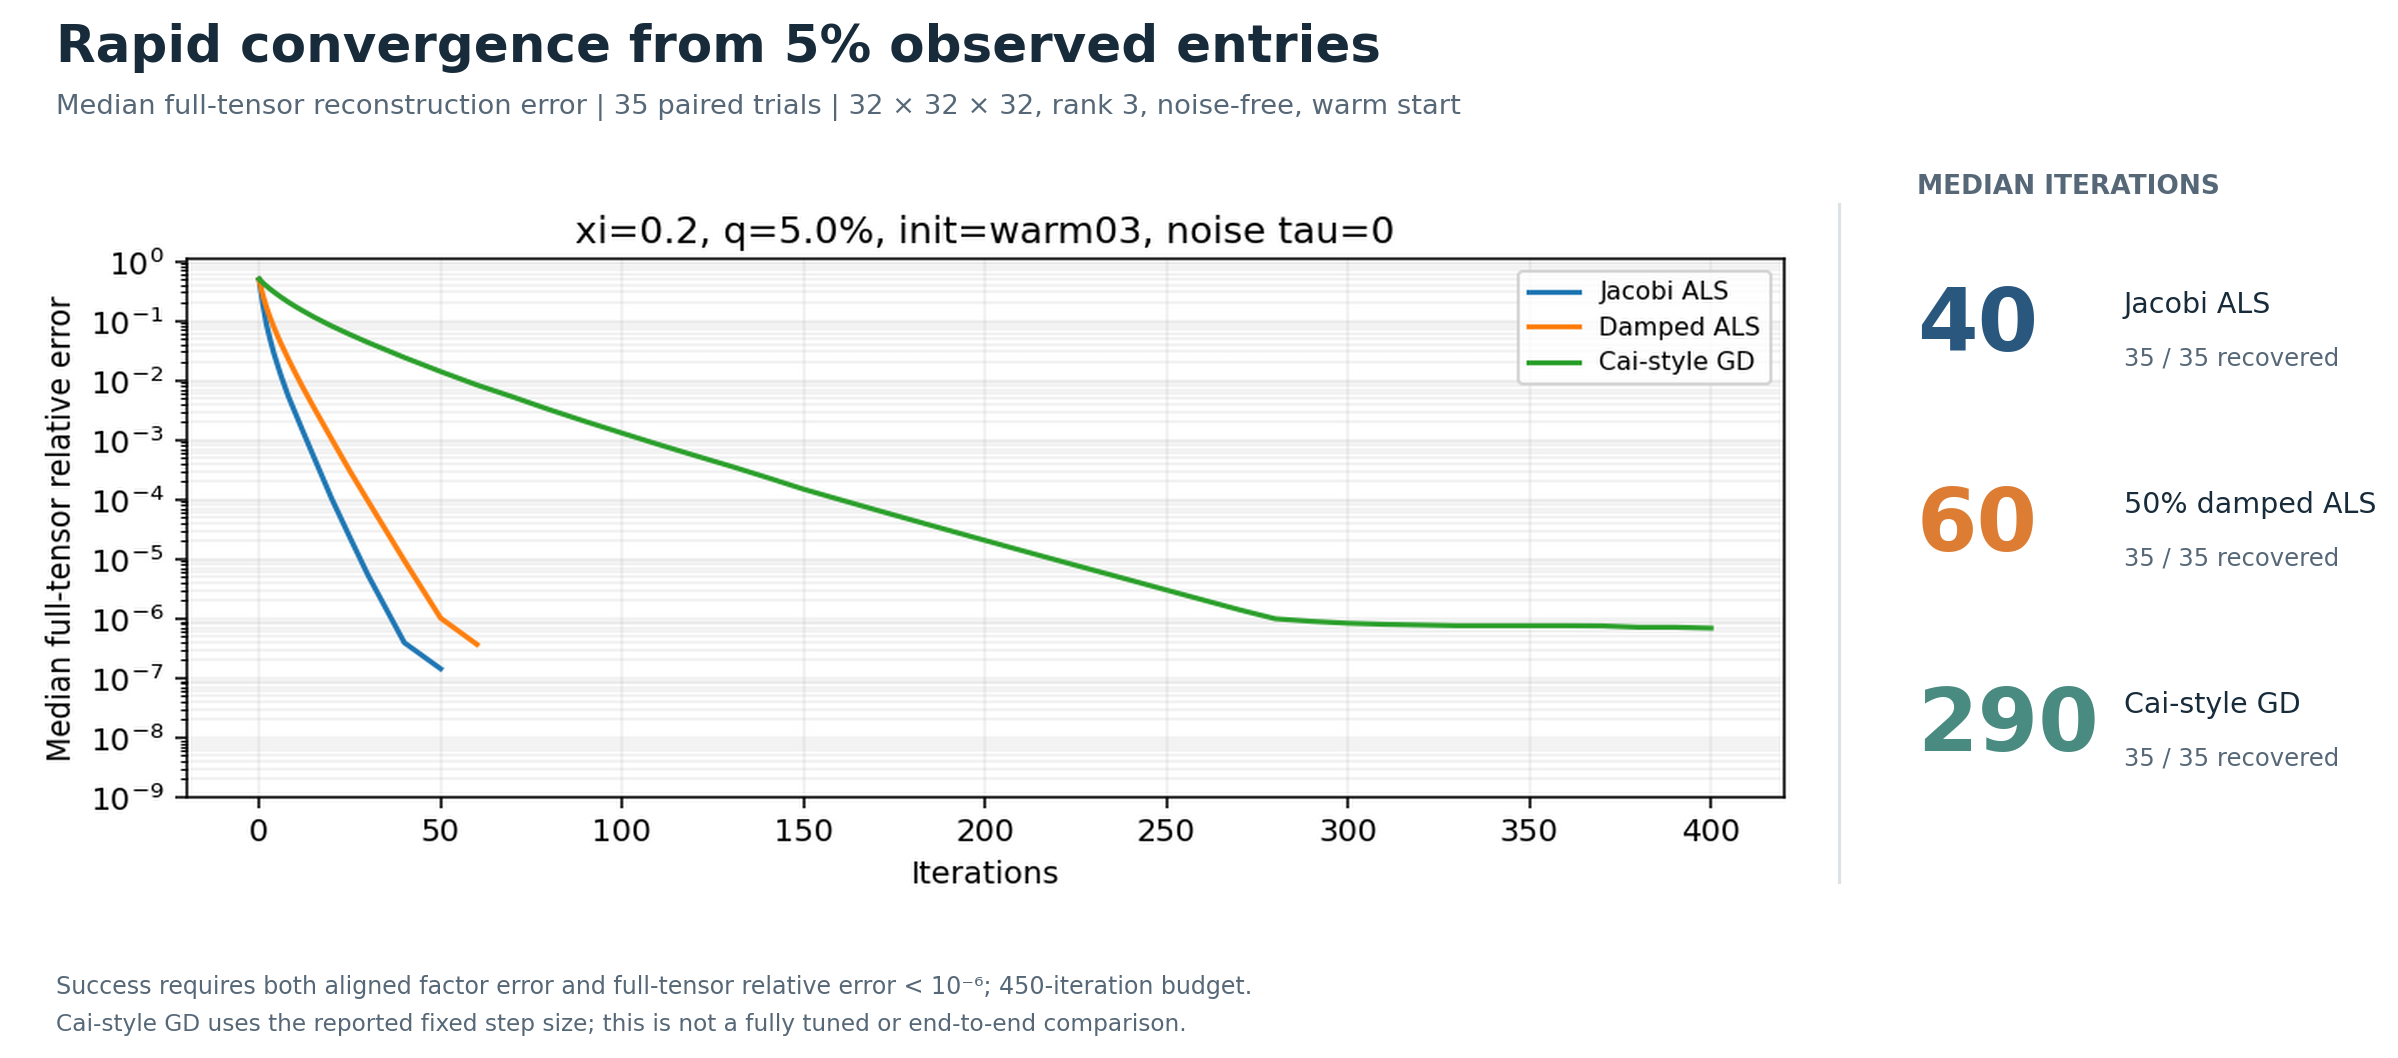 Rapid convergence from 5% observed entries
Median full-tensor reconstruction error | 35 paired trials | 32 × 32 × 32, rank 3, noise-free, warm start
xi=0.2, q=5.0%, init=warm03, noise tau=0
Median full-tensor relative error
10⁰
10⁻¹
10⁻²
10⁻³
10⁻⁴
10⁻⁵
10⁻⁶
10⁻⁷
10⁻⁸
10⁻⁹
Jacobi ALS
Damped ALS
Cai-style GD
0 50 100 150 200 250 300 350 400
Iterations
MEDIAN ITERATIONS
40 Jacobi ALS
35 / 35 recovered
60 50% damped ALS
35 / 35 recovered
290 Cai-style GD
35 / 35 recovered
Success requires both aligned factor error and full-tensor relative error < 10⁻⁶; 450-iteration budget.
Cai-style GD uses the reported fixed step size; this is not a fully tuned or end-to-end comparison.